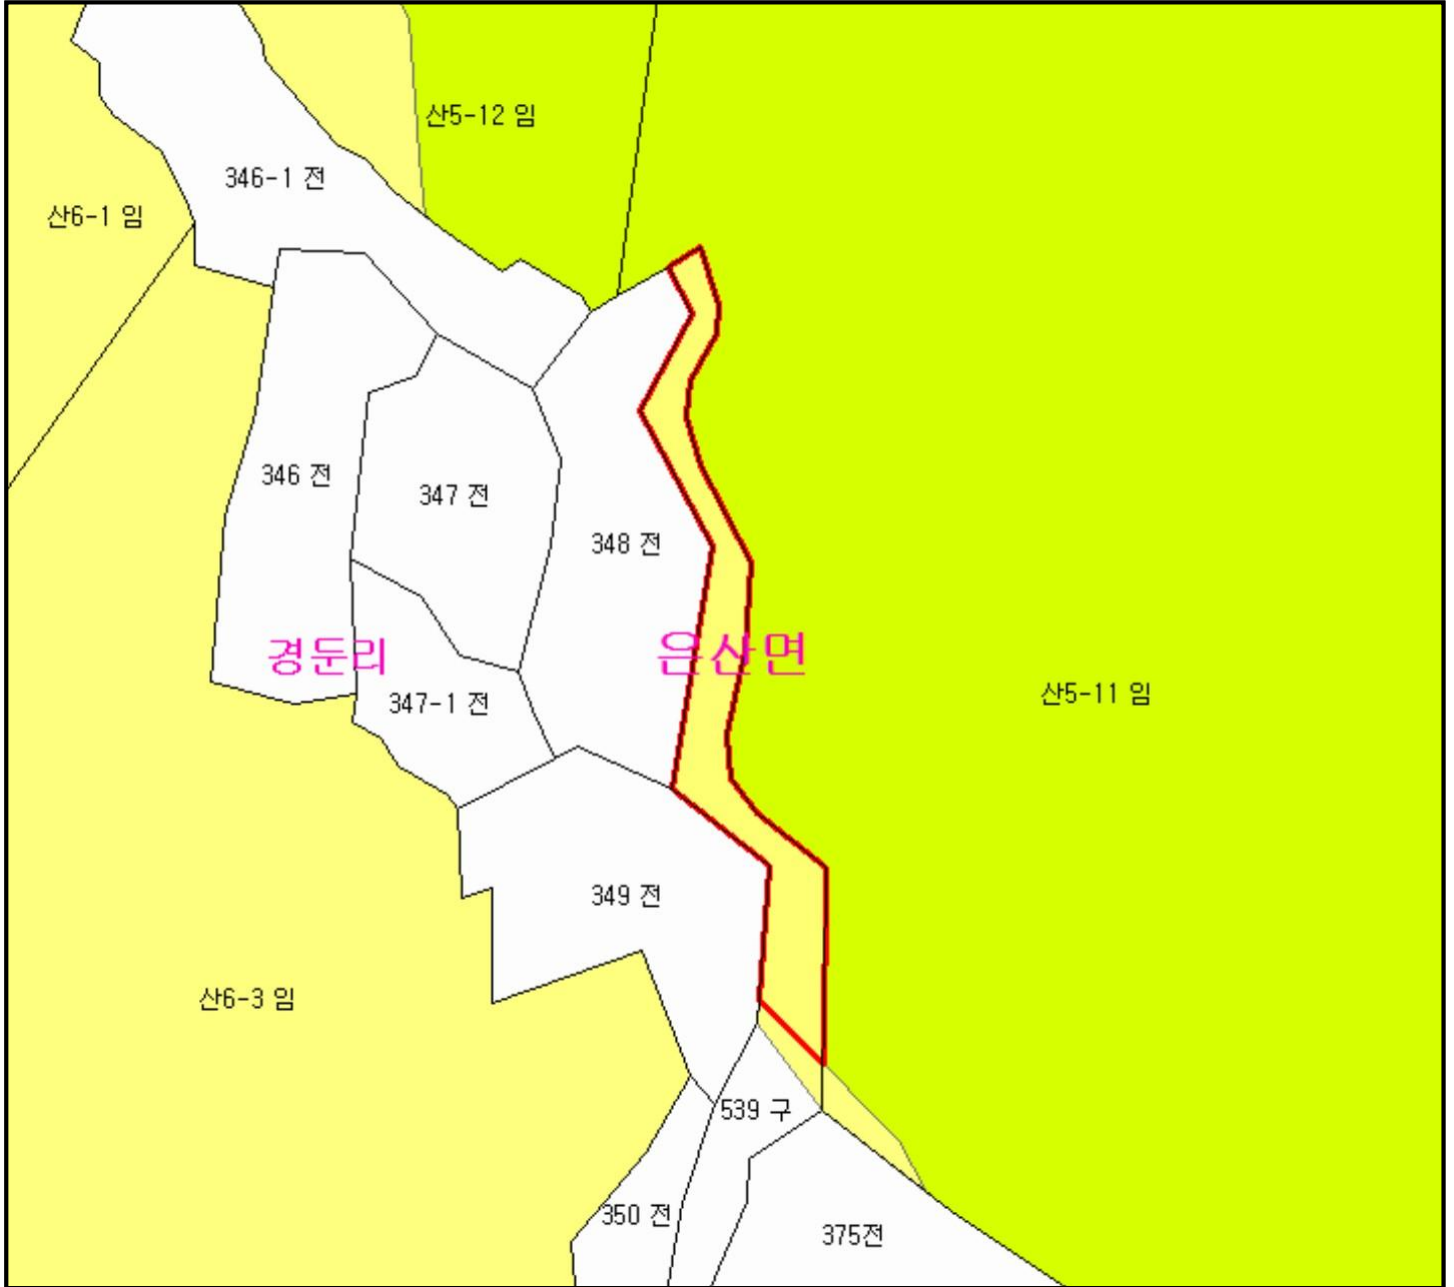 산5-12 임
346-1 전
산6-1 임
346 전
347 전
348 전
경둔리
은산면
산5-11 임
347-1 전
349 전
산6-3 임
539 구
350 전
375전